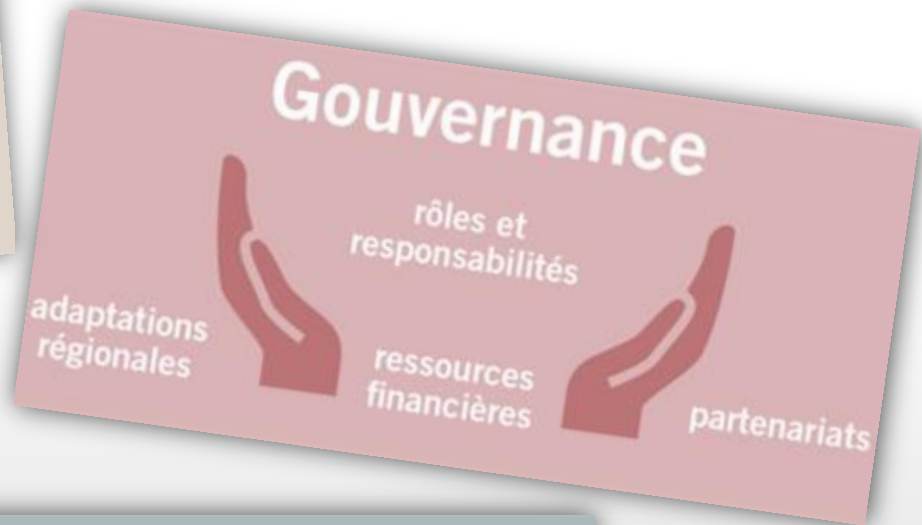 Gouvernance
rôles et
responsabilités
adaptations
régionales
ressources
financières
partenariats